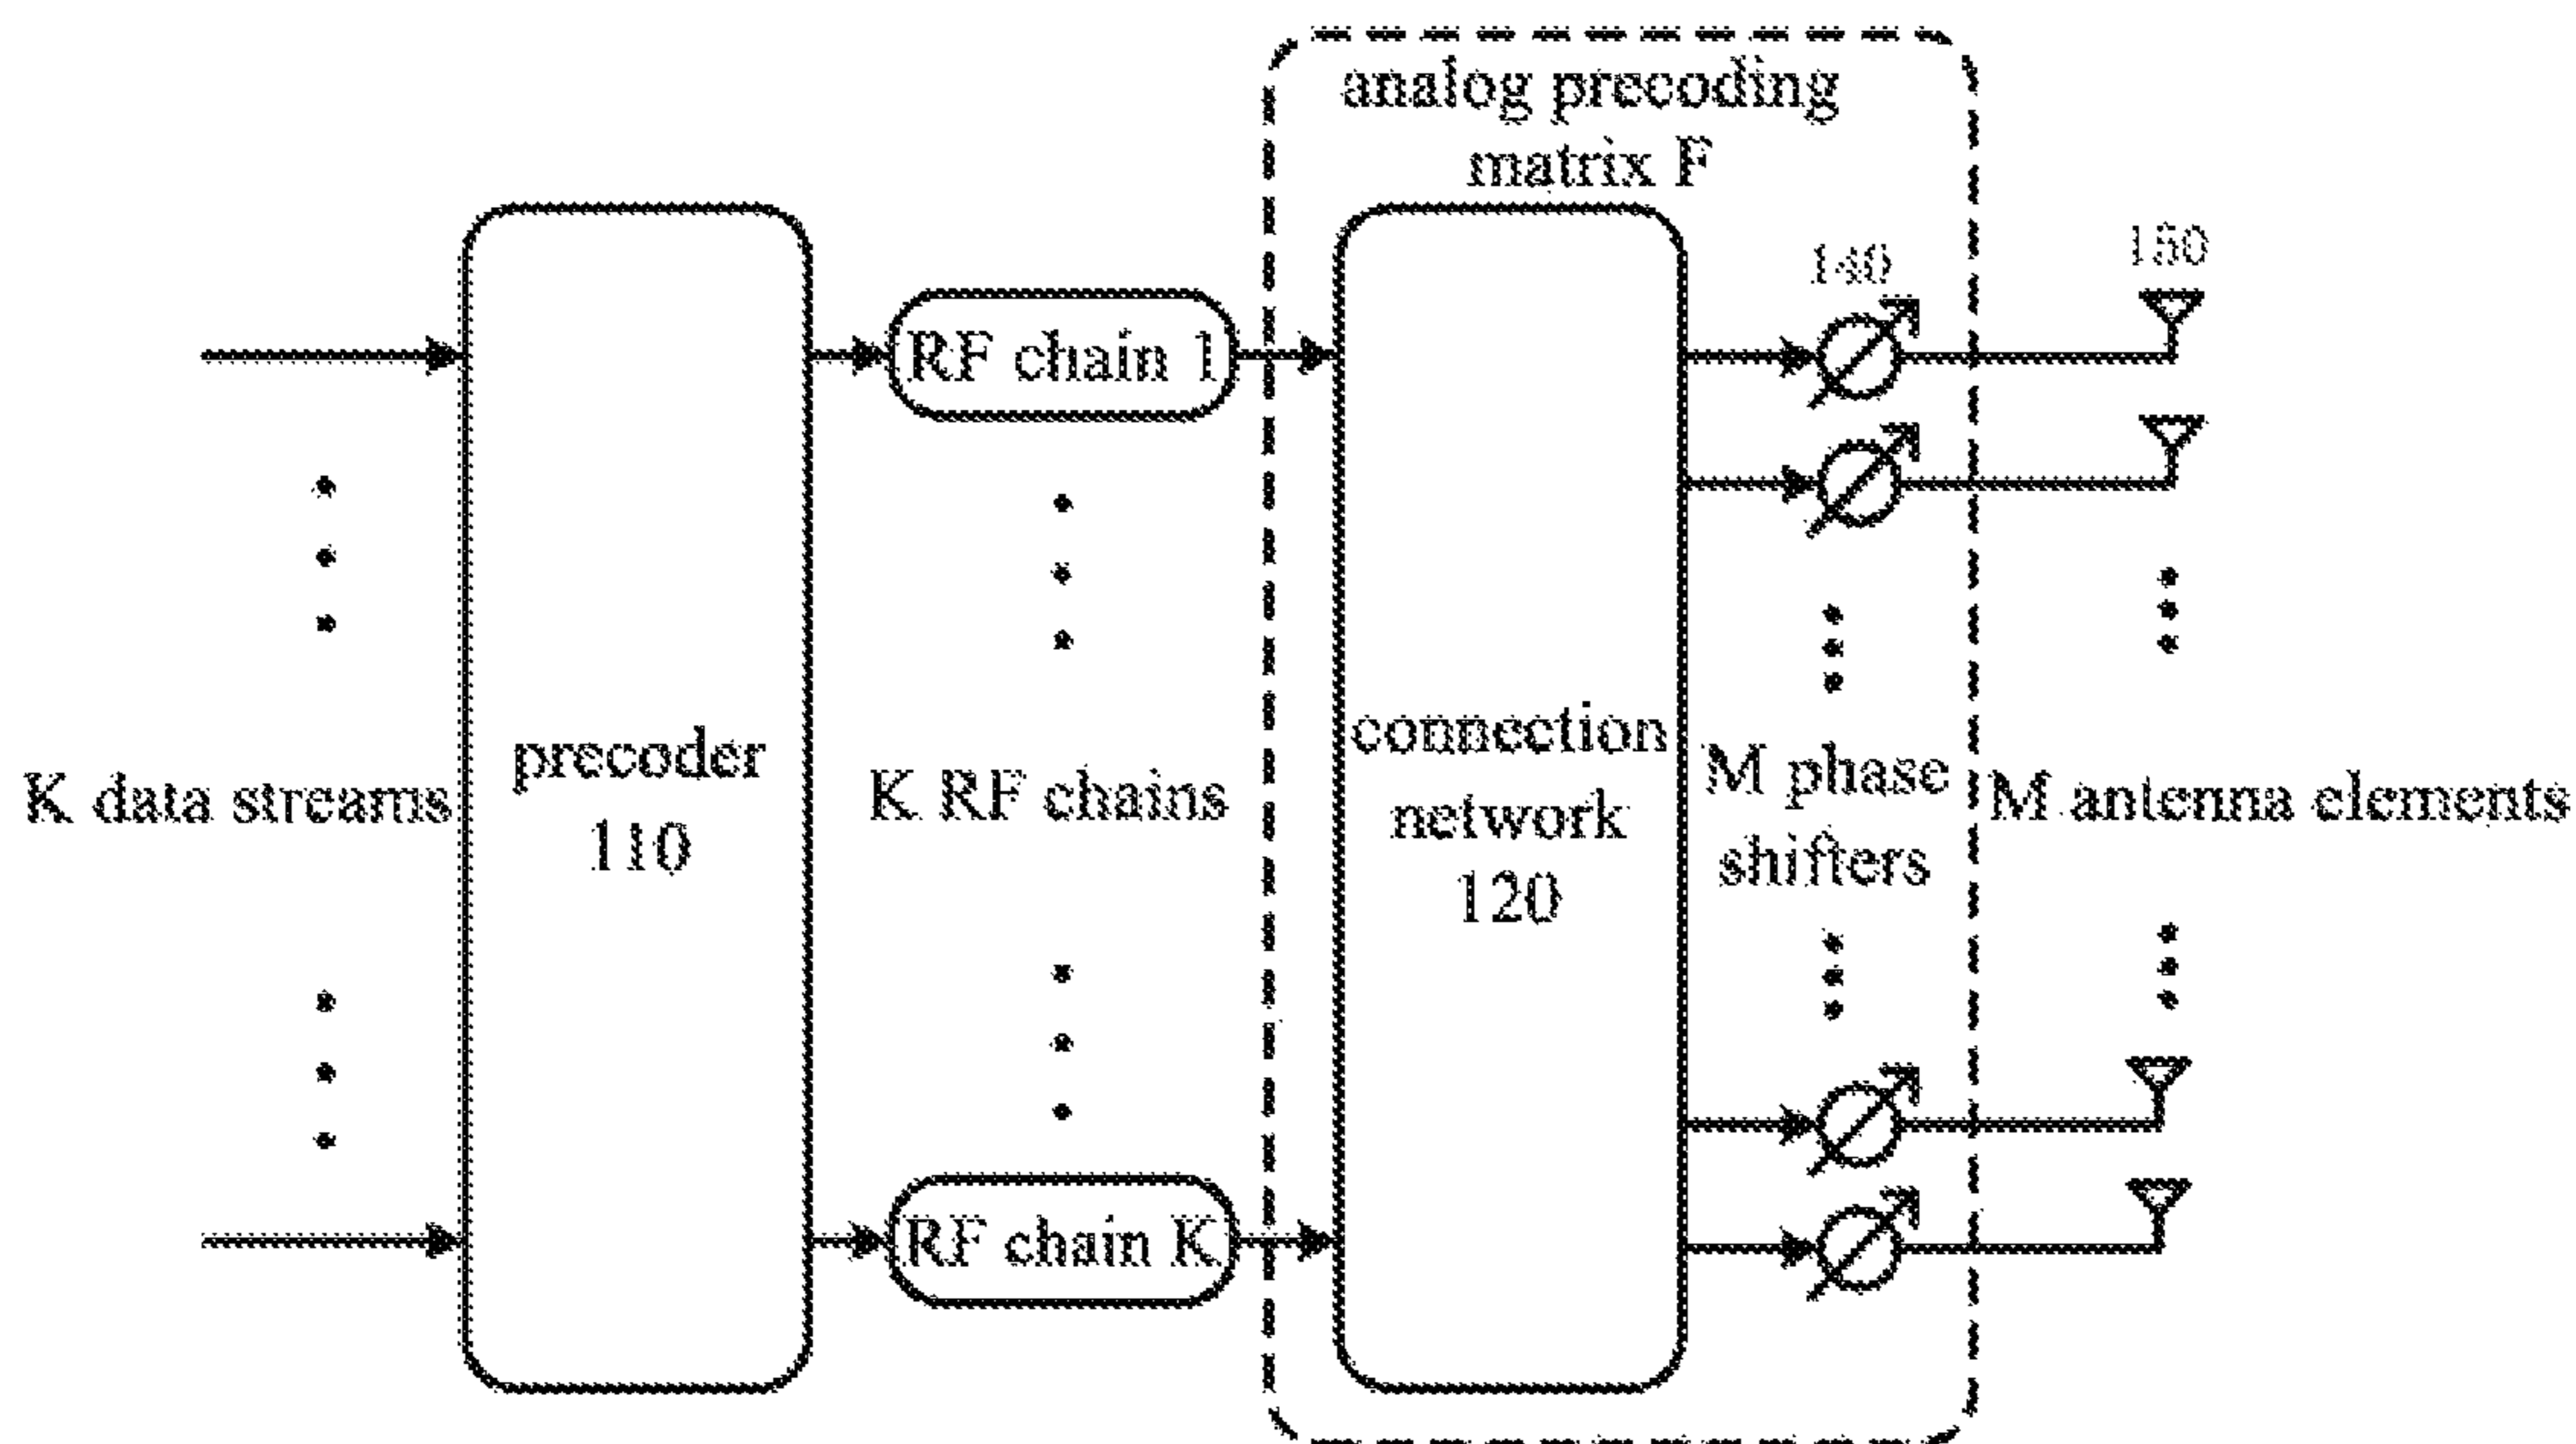 analog precoding
matrix F
140
RF chain 1
K data streams
precoder
110
K RF chains
connection
network
120
M phase
shifters
M antenna elements
RF chain K